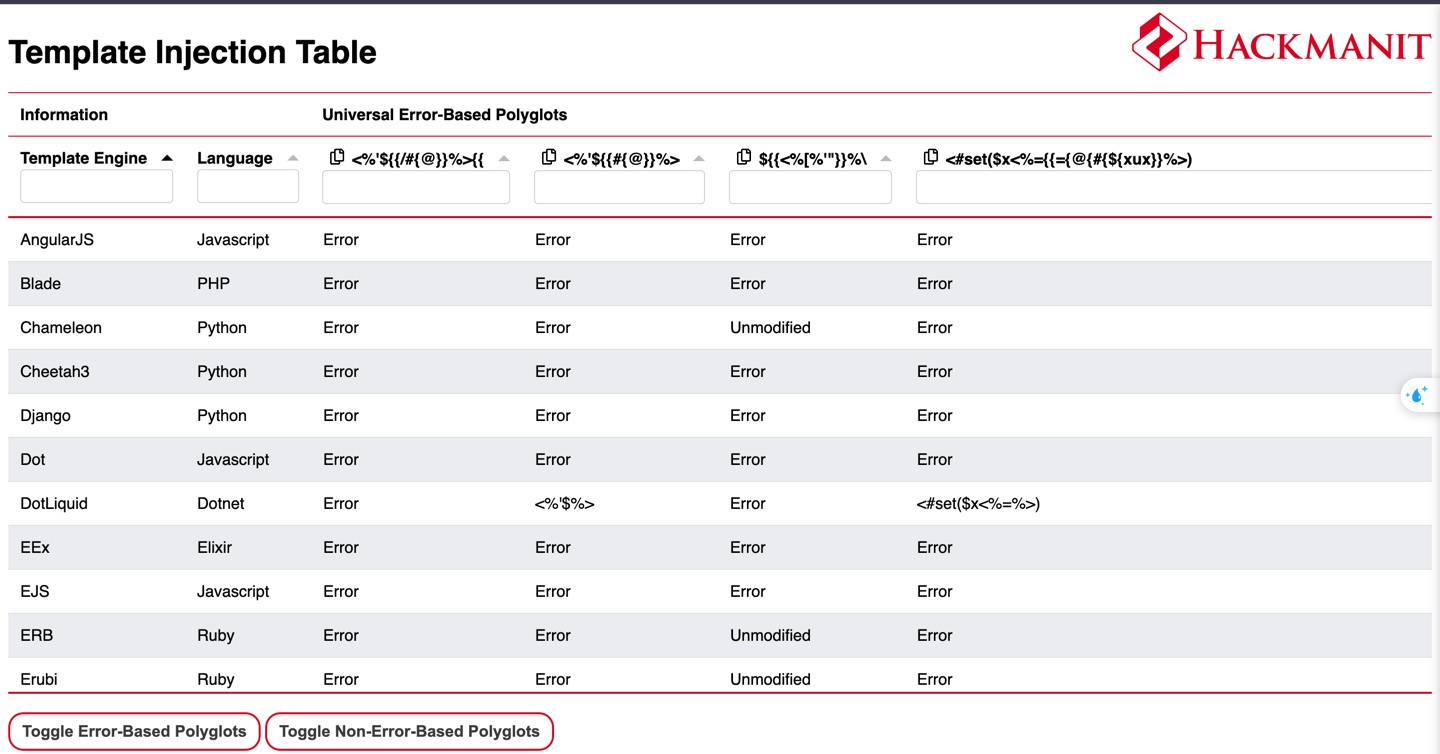 Template Injection Table
HACKMANIT
Information Universal Error-Based Polyglots
Template Engine Language <%'${{/#{@}}%>{{ <%'${{#{@}}%> ${{<%[%'"}}%\ <#set($x<%={{={@{#{${xux}}%>)
AngularJS Javascript Error Error Error Error
Blade PHP Error Error Error Error
Chameleon Python Error Error Unmodified Error
Cheetah3 Python Error Error Error Error
Django Python Error Error Error Error
Dot Javascript Error Error Error Error
DotLiquid Dotnet Error <%'$%> Error <#set($x<%=%>)
EEx Elixir Error Error Error Error
EJS Javascript Error Error Error Error
ERB Ruby Error Error Unmodified Error
Erubi Ruby Error Error Unmodified Error
Toggle Error-Based Polyglots Toggle Non-Error-Based Polyglots